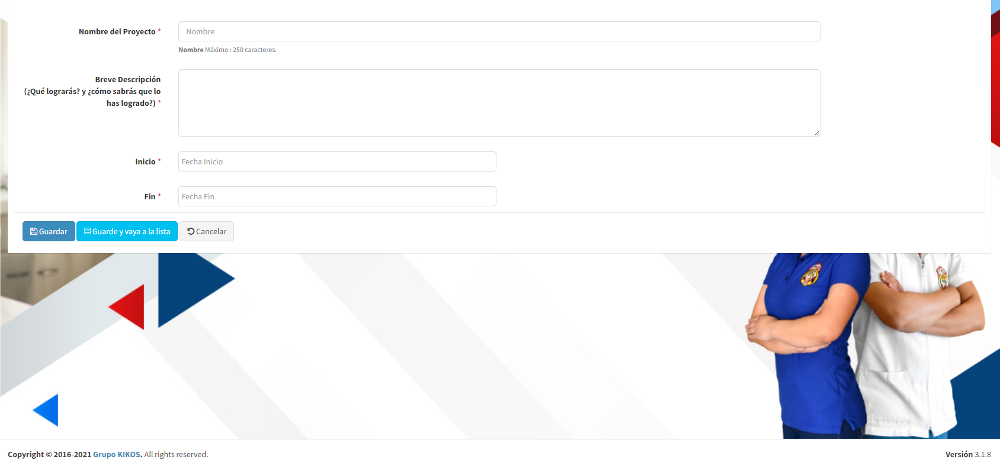 Nombre del Proyecto *
Nombre
Nombre Máximo : 250 caracteres.
Breve Descripción
(¿Qué lograrás? y ¿cómo sabrás que lo
has logrado?) *
Inicio *
Fecha Inicio
Fin *
Fecha Fin
Guardar
Guarde y vaya a la lista
Cancelar
Copyright © 2016-2021 Grupo KIKOS. All rights reserved.
Versión 3.1.8